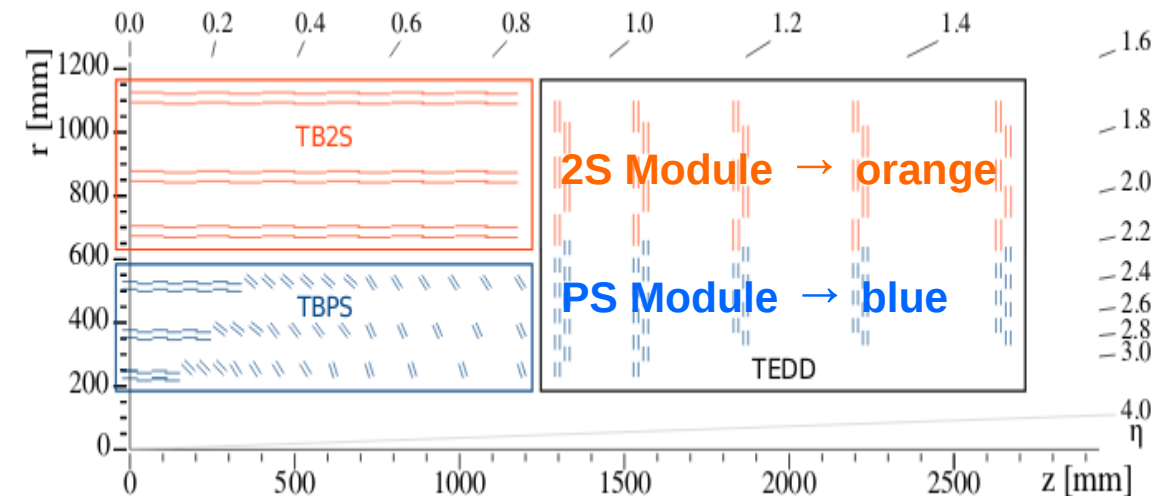 0.0 0.2 0.4 0.6 0.8 1.0 1.2 1.4 1.6
r [mm]
1200
1000
800
600
400
200
0
TB2S
2S Module → orange
TBPS
PS Module → blue
TEDD
1.8
2.0
2.2
2.4
2.6
2.8
3.0
4.0
η
0 500 1000 1500 2000 2500 z [mm]